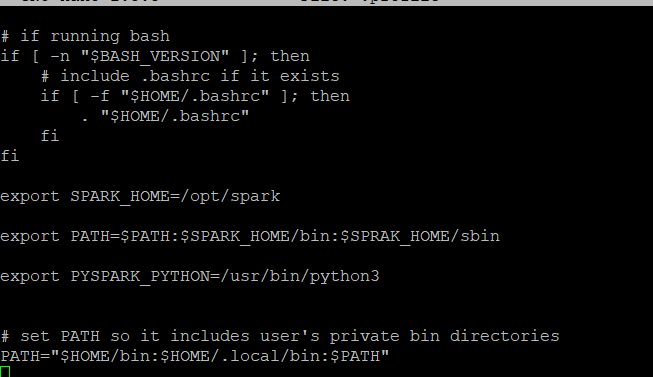 # if running bash
if [ -n "$BASH_VERSION" ]; then
    # include .bashrc if it exists
    if [ -f "$HOME/.bashrc" ]; then
        . "$HOME/.bashrc"
    fi
fi
export SPARK_HOME=/opt/spark
export PATH=$PATH:$SPARK_HOME/bin:$SPRAK_HOME/sbin
export PYSPARK_PYTHON=/usr/bin/python3
# set PATH so it includes user's private bin directories
PATH="$HOME/bin:$HOME/.local/bin:$PATH"